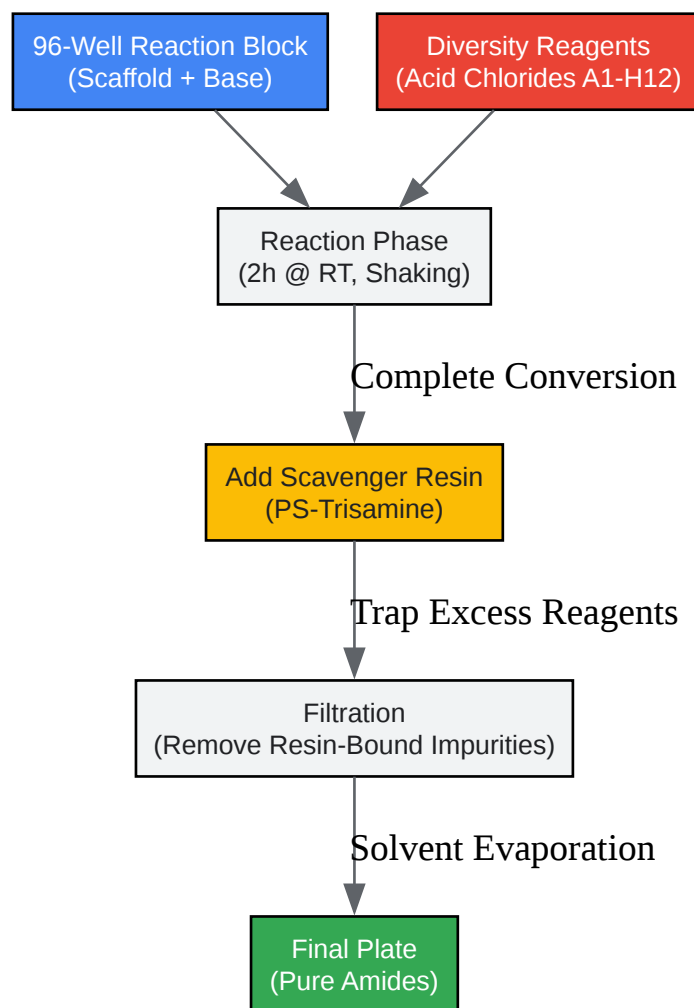 96-Well Reaction Block
(Scaffold + Base)
Diversity Reagents
(Acid Chlorides A1-H12)
Reaction Phase
(2h @ RT, Shaking)
Complete Conversion
Add Scavenger Resin
(PS-Trisamine)
Trap Excess Reagents
Filtration
(Remove Resin-Bound Impurities)
Solvent Evaporation
Final Plate
(Pure Amides)